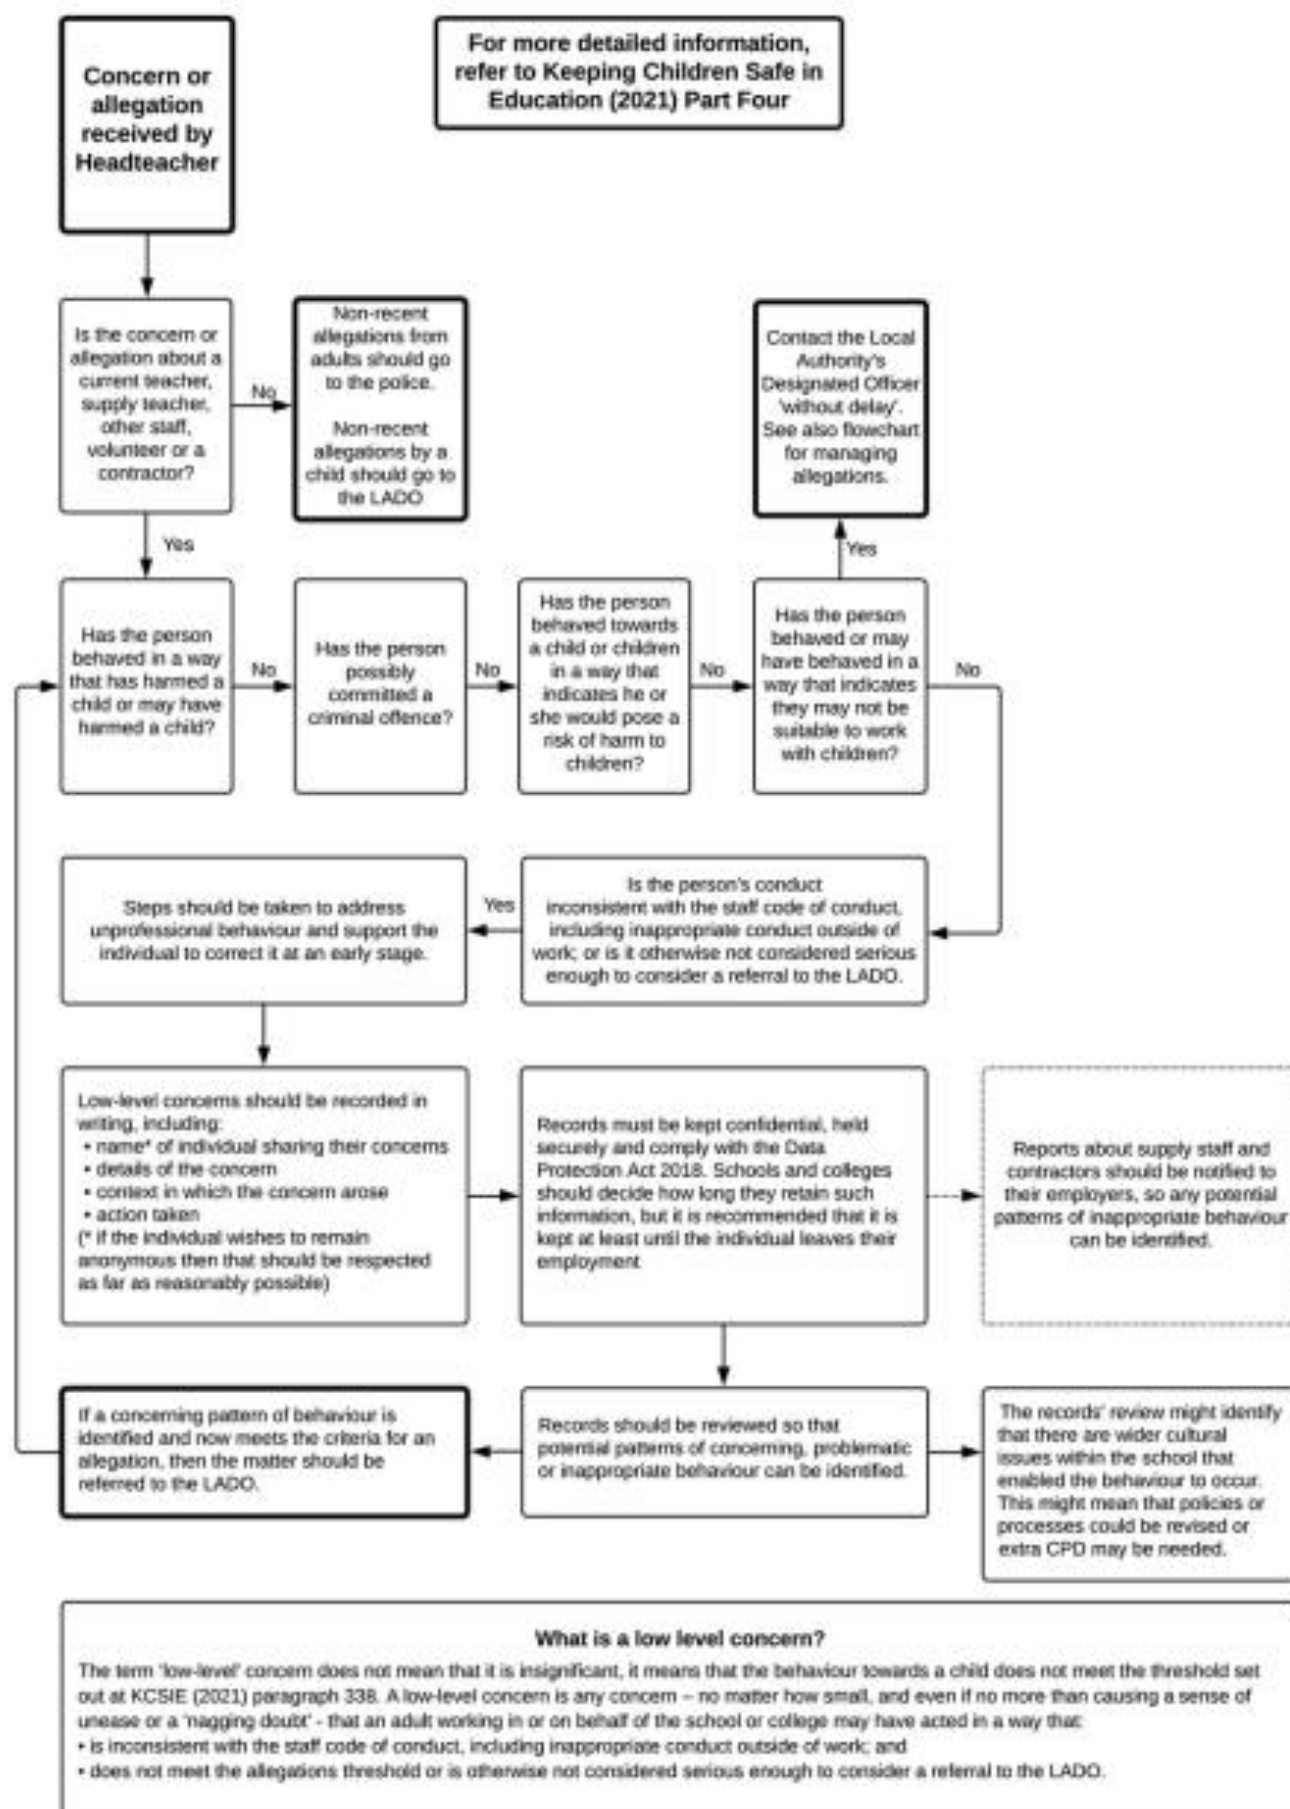 Concern or
allegation
received by
Headteacher
For more detailed information,
refer to Keeping Children Safe in
Education (2021) Part Four
Is the concern or
allegation about a
current teacher,
supply teacher,
other staff,
volunteer or a
contractor?
No
Non-recent
allegations from
adults should go
to the police.
Non-recent
allegations by a
child should go to
the LADO
Contact the Local
Authority's
Designated Officer
'without delay'.
See also flowchart
for managing
allegations.
Yes
Yes
Has the person
behaved in a way
that has harmed a
child or may have
harmed a child?
No
Has the person
possibly
committed a
criminal offence?
No
Has the person
behaved towards
a child or children
in a way that
indicates he or
she would pose a
risk of harm to
children?
No
Has the person
behaved or may
have behaved in a
way that indicates
they may not be
suitable to work
with children?
No
Steps should be taken to address
unprofessional behaviour and support the
individual to correct it at an early stage.
Yes
Is the person's conduct
inconsistent with the staff code of conduct,
including inappropriate conduct outside of
work; or is it otherwise not considered serious
enough to consider a referral to the LADO.
Low-level concerns should be recorded in
writing, including:
• name* of individual sharing their concerns
• details of the concern
• context in which the concern arose
• action taken
(* if the individual wishes to remain
anonymous then that should be respected
as far as reasonably possible)
Records must be kept confidential, held
securely and comply with the Data
Protection Act 2018. Schools and colleges
should decide how long they retain such
information, but it is recommended that it is
kept at least until the individual leaves their
employment
Reports about supply staff and
contractors should be notified to
their employers, so any potential
patterns of inappropriate behaviour
can be identified.
If a concerning pattern of behaviour is
identified and now meets the criteria for an
allegation, then the matter should be
referred to the LADO.
Records should be reviewed so that
potential patterns of concerning, problematic
or inappropriate behaviour can be identified.
The records' review might identify
that there are wider cultural
issues within the school that
enabled the behaviour to occur.
This might mean that policies or
processes could be revised or
extra CPD may be needed.
What is a low level concern?
The term 'low-level' concern does not mean that it is insignificant, it means that the behaviour towards a child does not meet the threshold set
out at KCSIE (2021) paragraph 338. A low-level concern is any concern – no matter how small, and even if no more than causing a sense of
unease or a 'nagging doubt' - that an adult working in or on behalf of the school or college may have acted in a way that:
• is inconsistent with the staff code of conduct, including inappropriate conduct outside of work; and
• does not meet the allegations threshold or is otherwise not considered serious enough to consider a referral to the LADO.